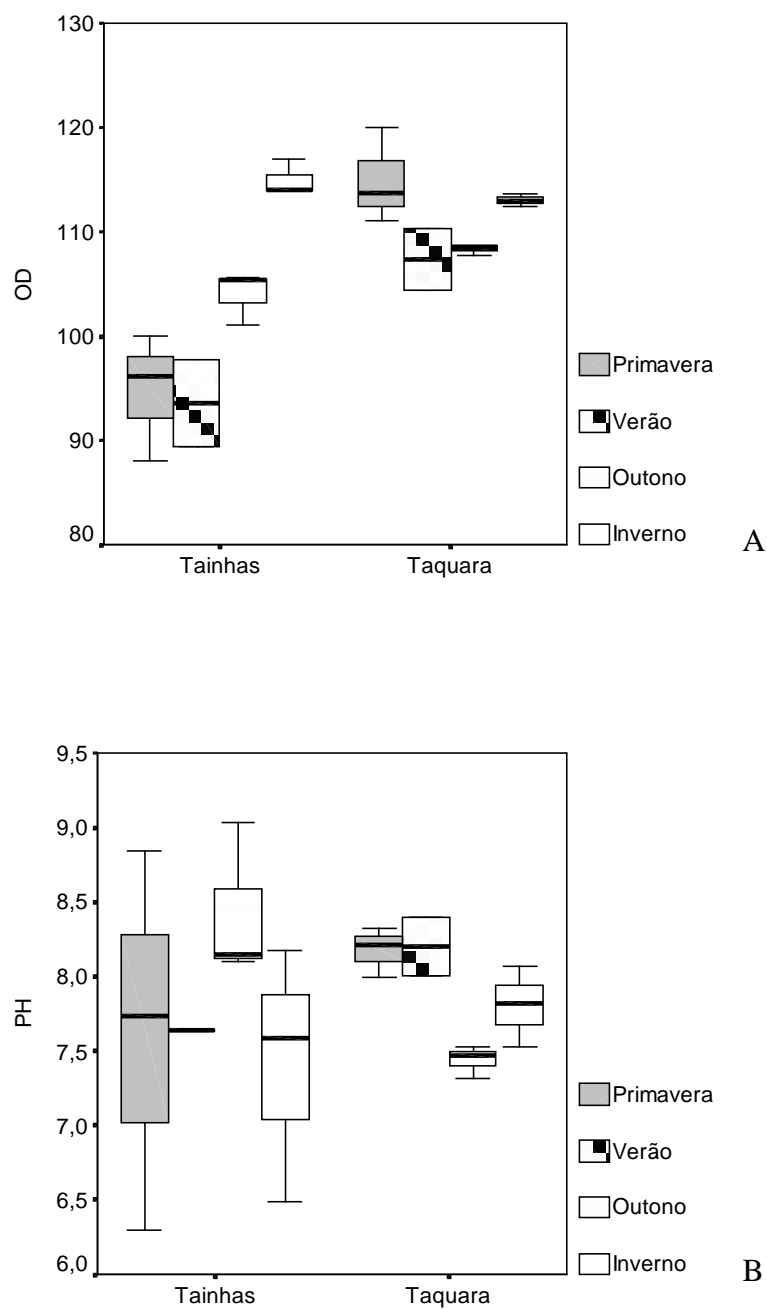 130
120
110
100
90
80
OD
Tainhas
Taquara
Primavera
Verão
Outono
Inverno
A
9,5
9,0
8,5
8,0
7,5
7,0
6,5
6,0
PH
Tainhas
Taquara
Primavera
Verão
Outono
Inverno
B